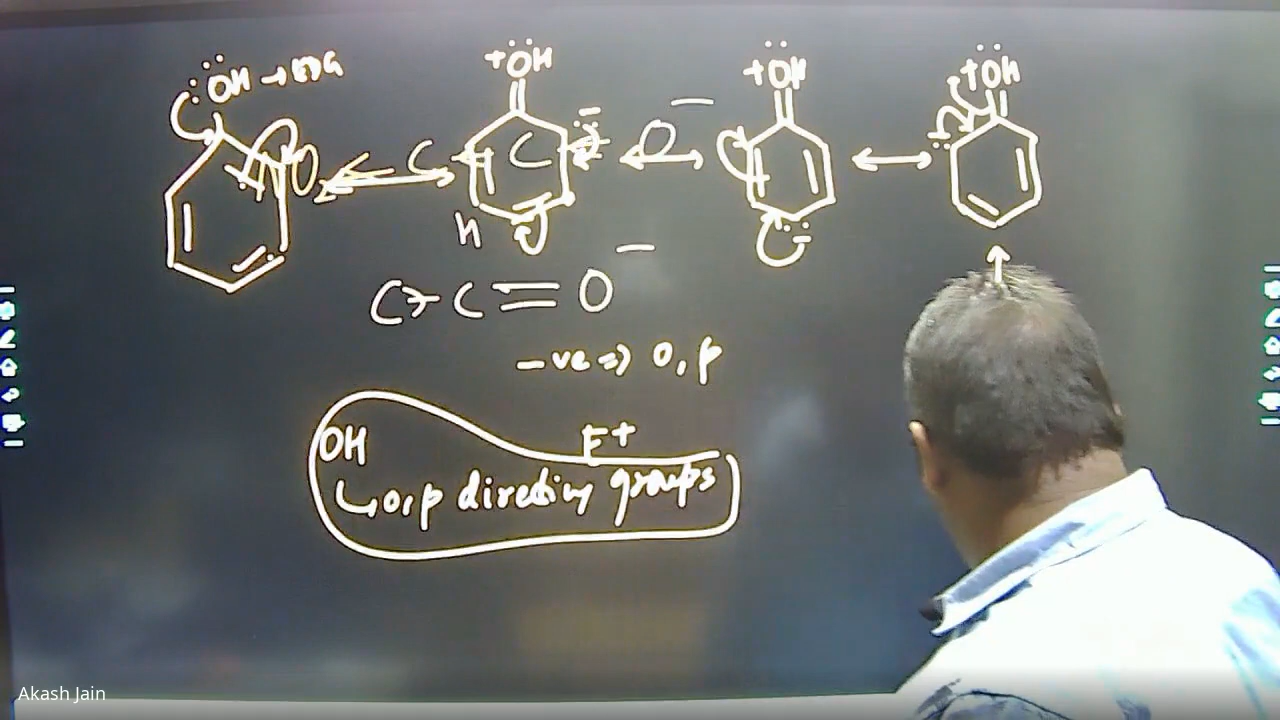 :OH → EDG
+OH
+OH
+OH
H
C C = O
-ve ⇒ O, P
OH
E+
↳ O,P directing groups
Akash Jain